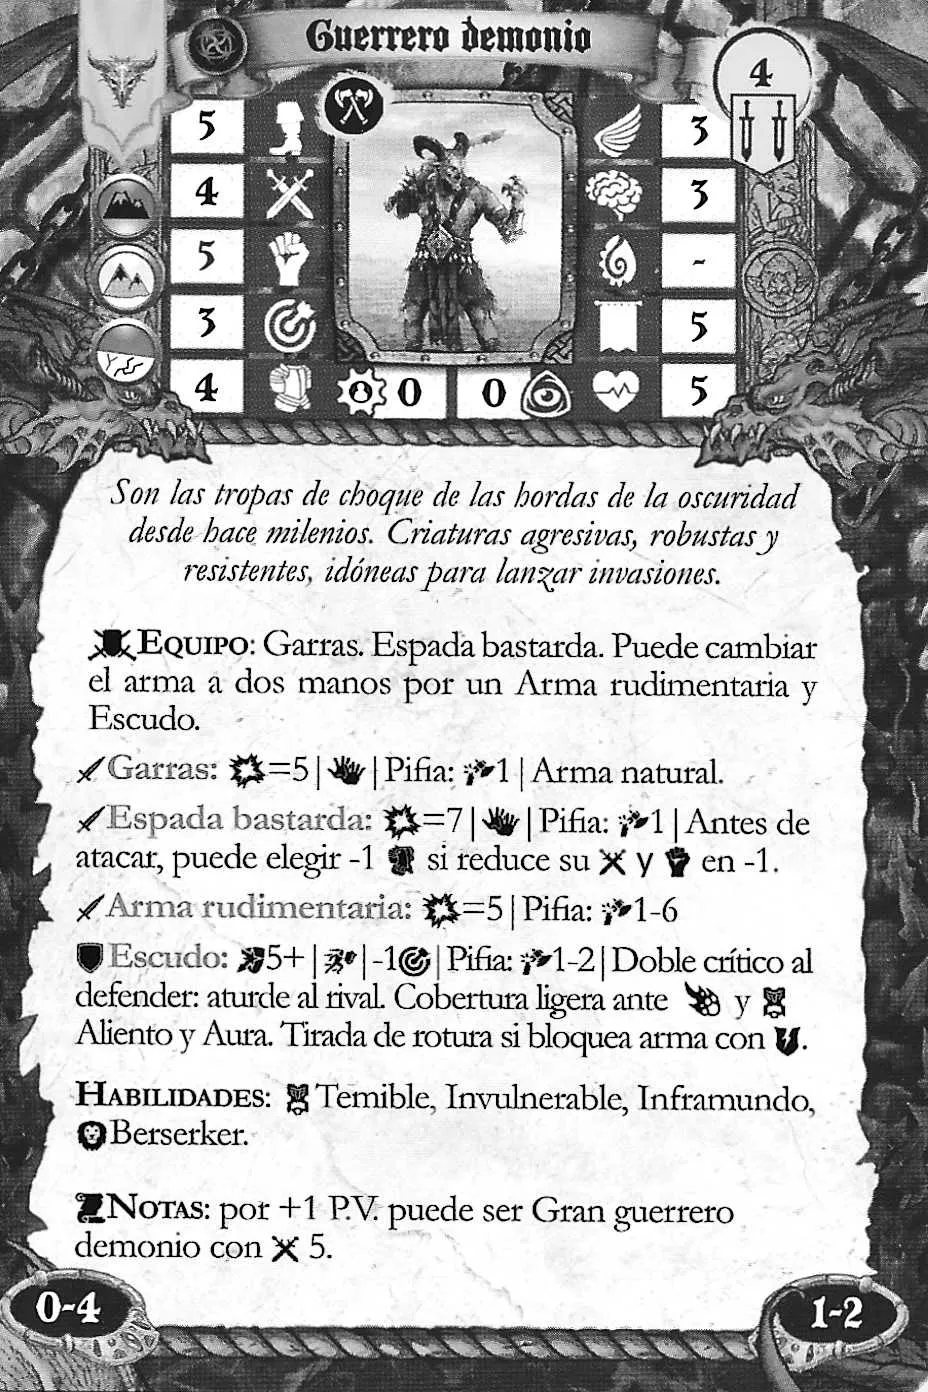 Guerrero demonio
4
5
3
4
3
5
-
3
5
4
0
0
5
Son las tropas de choque de las hordas de la oscuridad
desde hace milenios. Criaturas agresivas, robustas y
resistentes, idóneas para lanzar invasiones.
EQUIPO: Garras. Espada bastarda. Puede cambiar
el arma a dos manos por un Arma rudimentaria y
Escudo.
Garras: =5 | | Pifia: 1 | Arma natural.
Espada bastarda: =7 | | Pifia: 1 | Antes de
atacar, puede elegir -1 si reduce su y en -1.
Arma rudimentaria: =5 | Pifia: 1-6
Escudo: 5+ | | -1 | Pifia: 1-2 | Doble crítico al
defender: aturde al rival. Cobertura ligera ante y
Aliento y Aura. Tirada de rotura si bloquea arma con .
HABILIDADES: Temible, Invulnerable, Inframundo,
Berserker.
NOTAS: por +1 P.V. puede ser Gran guerrero
demonio con 5.
0-4
1-2